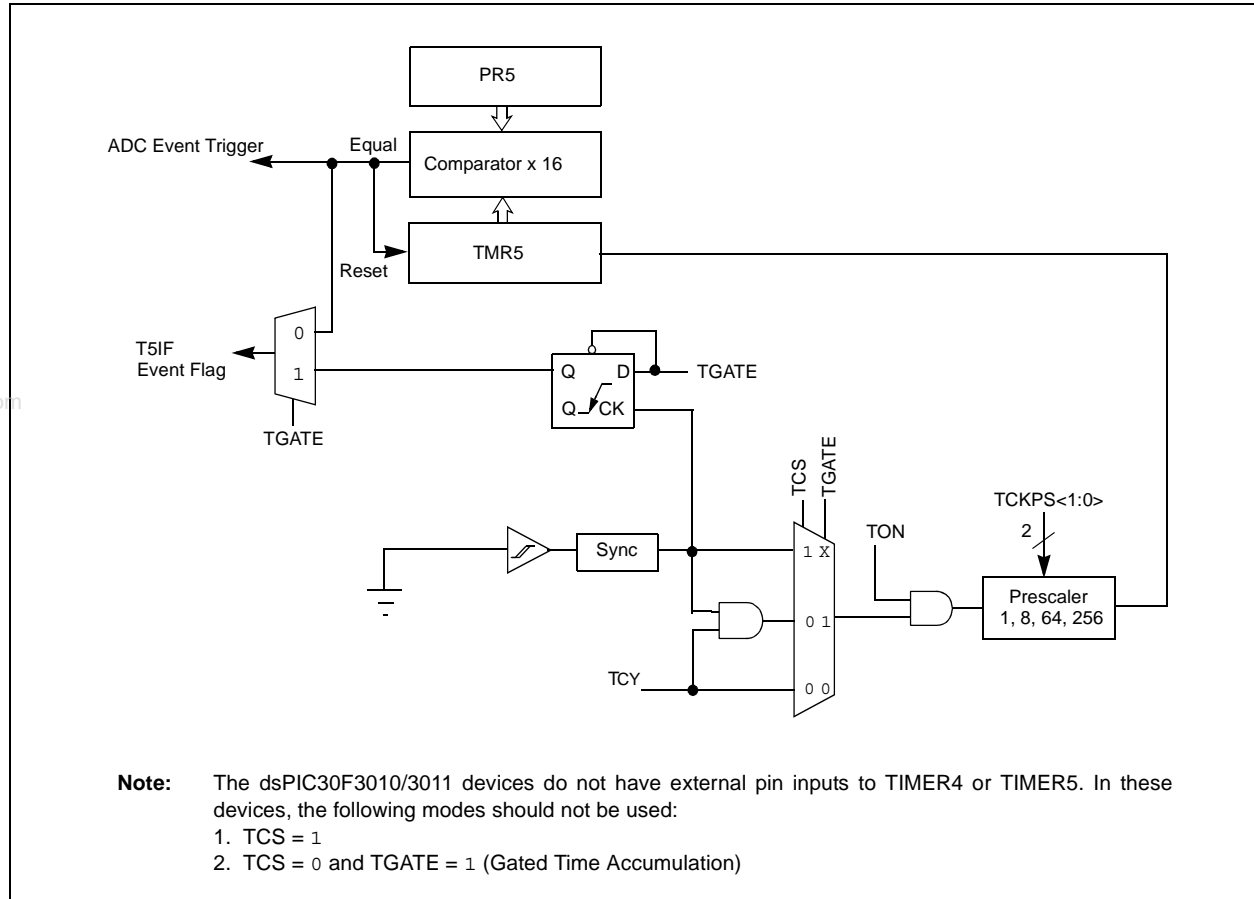 PR5
ADC Event Trigger
Equal
Comparator x 16
TMR5
Reset
0
T5IF
Event Flag
1
TGATE
Q D
TGATE
Q CK
om
TCS
TGATE
TCKPS<1:0>
2
TON
Sync
1 X
Prescaler
1, 8, 64, 256
0 1
TCY
0 0
Note: The dsPIC30F3010/3011 devices do not have external pin inputs to TIMER4 or TIMER5. In these
devices, the following modes should not be used:
1. TCS = 1
2. TCS = 0 and TGATE = 1 (Gated Time Accumulation)